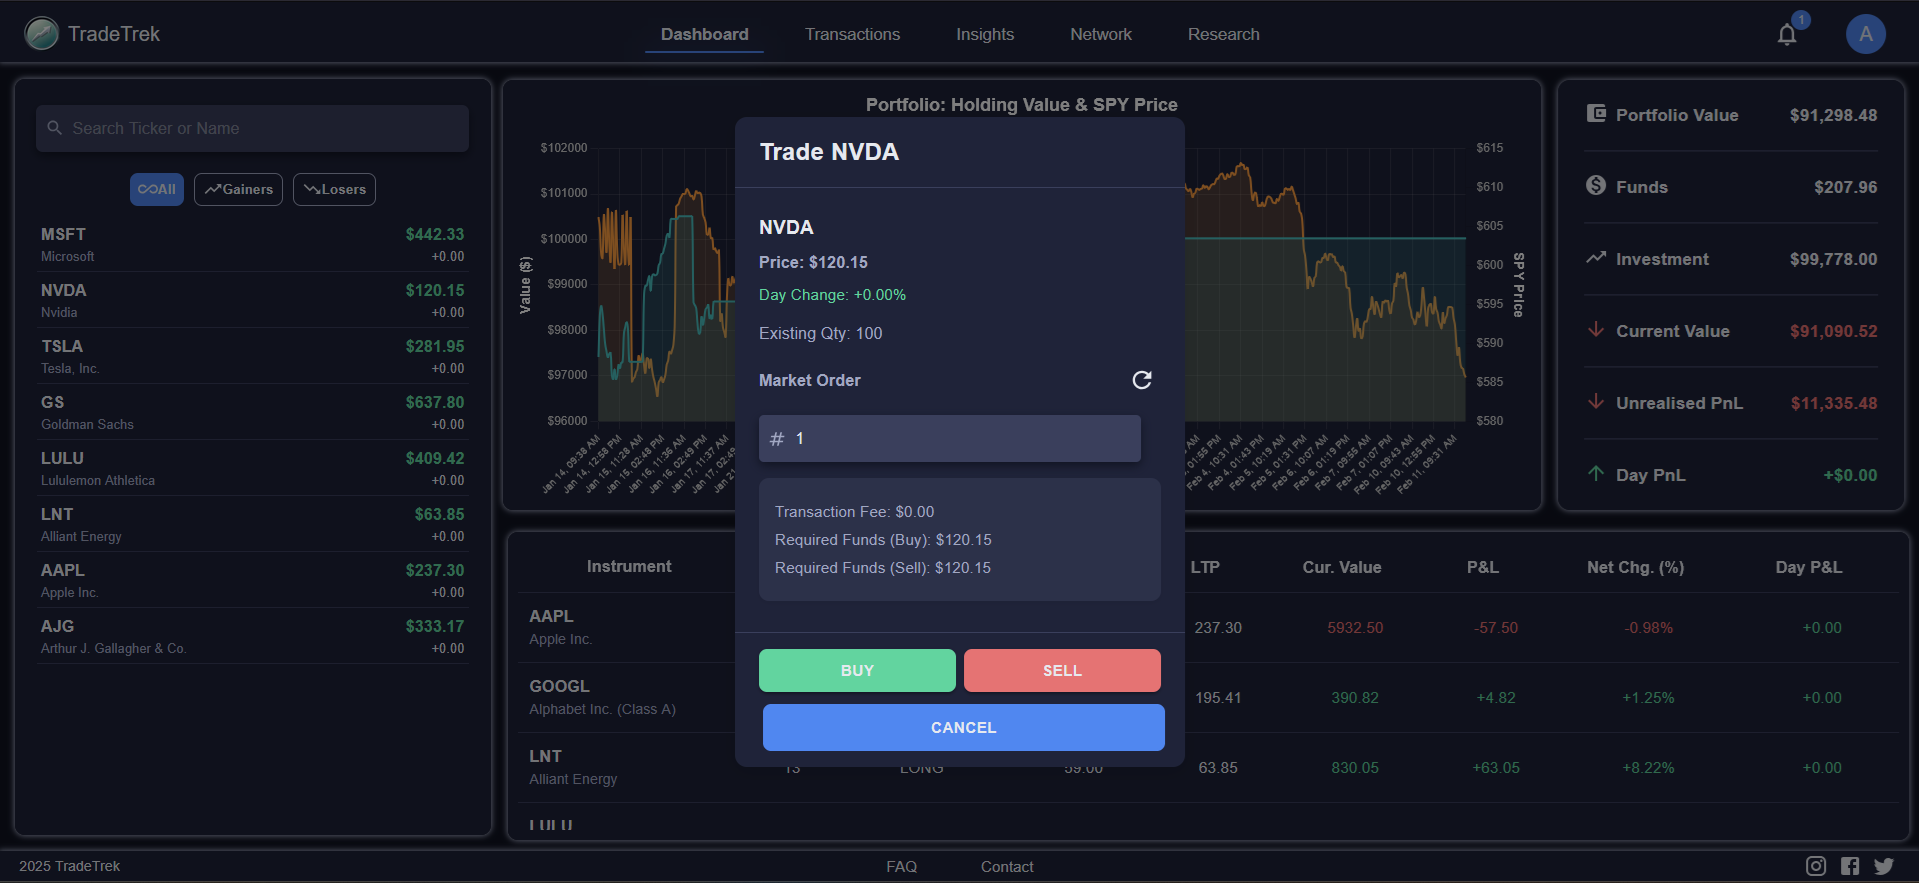 TradeTrek
Dashboard
Transactions
Insights
Network
Research
1
A
Search Ticker or Name
All
Gainers
Losers
MSFT $442.33
Microsoft +0.00
NVDA $120.15
Nvidia +0.00
TSLA $281.95
Tesla, Inc. +0.00
GS $637.80
Goldman Sachs +0.00
LULU $409.42
Lululemon Athletica +0.00
LNT $63.85
Alliant Energy +0.00
AAPL $237.30
Apple Inc. +0.00
AJG $333.17
Arthur J. Gallagher & Co. +0.00
Portfolio: Holding Value & SPY Price
Value ($)
$102000
$101000
$100000
$99000
$98000
$97000
$96000
Jan 14, 09:38 AM
Jan 14, 12:58 PM
Jan 15, 11:28 AM
Jan 15, 02:48 PM
Jan 16, 11:36 AM
Jan 16, 02:49 PM
Jan 17, 11:37 AM
Jan 17, 02:49
Jan 21,
01:55 PM
Feb 4, 10:31 AM
Feb 4, 01:43 PM
Feb 5, 10:19 AM
Feb 5, 01:31 PM
Feb 6, 10:07 AM
Feb 6, 01:19 PM
Feb 7, 09:55 AM
Feb 7, 01:07 PM
Feb 10, 09:43 AM
Feb 10, 12:55 PM
Feb 11, 09:31 AM
$615
$610
$605
$600
$595
$590
$585
$580
SPY Price
Trade NVDA
NVDA
Price: $120.15
Day Change: +0.00%
Existing Qty: 100
Market Order
# 1
Transaction Fee: $0.00
Required Funds (Buy): $120.15
Required Funds (Sell): $120.15
BUY
SELL
CANCEL
Portfolio Value $91,298.48
Funds $207.96
Investment $99,778.00
Current Value $91,090.52
Unrealised PnL $11,335.48
Day PnL +$0.00
Instrument LTP Cur. Value P&L Net Chg. (%) Day P&L
AAPL
Apple Inc.
237.30 5932.50 -57.50 -0.98% +0.00
GOOGL
Alphabet Inc. (Class A)
195.41 390.82 +4.82 +1.25% +0.00
LNT
Alliant Energy
13 LONG 59.00 63.85 830.05 +63.05 +8.22% +0.00
LULU
2025 TradeTrek
FAQ
Contact